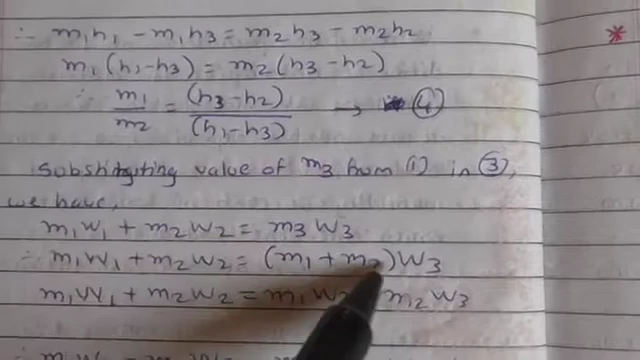 ∴ m₁h₁ - m₁h₃ = m₂h₃ - m₂h₂
m₁(h₁-h₃) = m₂(h₃-h₂)
∴ m₁/m₂ = (h₃-h₂)/(h₁-h₃) → ④
Substituting value of m₃ from (1) in ③,
we have,
m₁W₁ + m₂W₂ = m₃W₃
∴ m₁W₁ + m₂W₂ = (m₁ + m₂)W₃
m₁W₁ + m₂W₂ = m₁W₃ m₂W₃